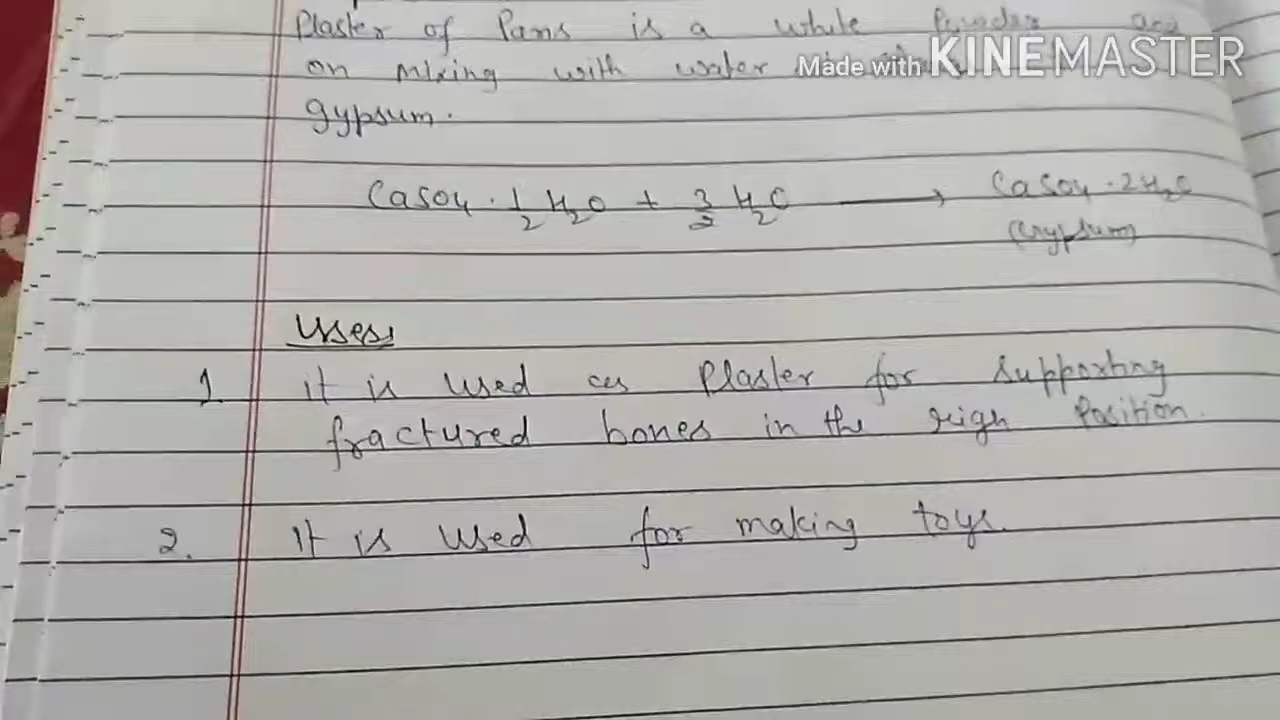 Plaster of Paris is a white Powder and
on mixing with water
Made with KINEMASTER
gypsum.
CaSO4 . 1/2 H2O + 3/2 H2O → CaSO4 . 2H2O
(Gypsum)
Uses
1. it is used as Plaster for supporting
fractured bones in the righ Position.
2. It is used for making toys.